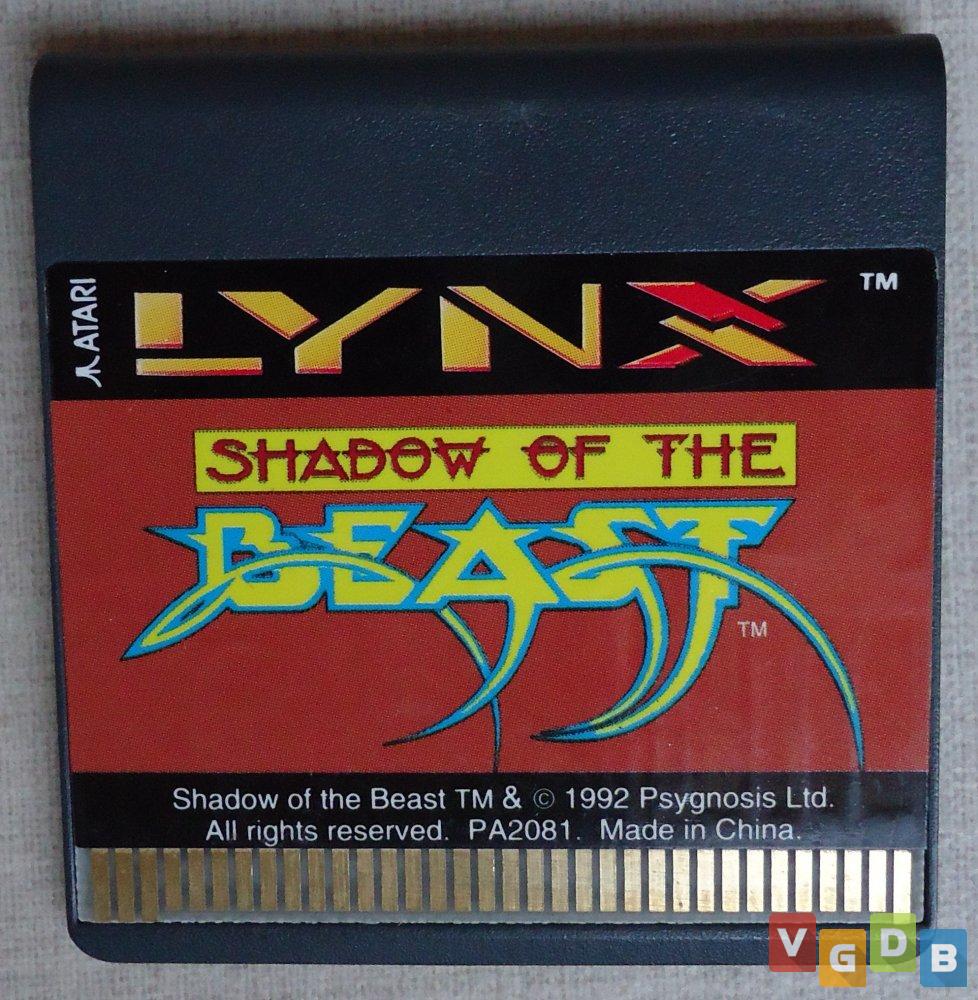 ATARI
LYNX TM
SHADOW OF THE
BEAST
TM
Shadow of the Beast TM & © 1992 Psygnosis Ltd.
All rights reserved. PA2081. Made in China.
VGDB